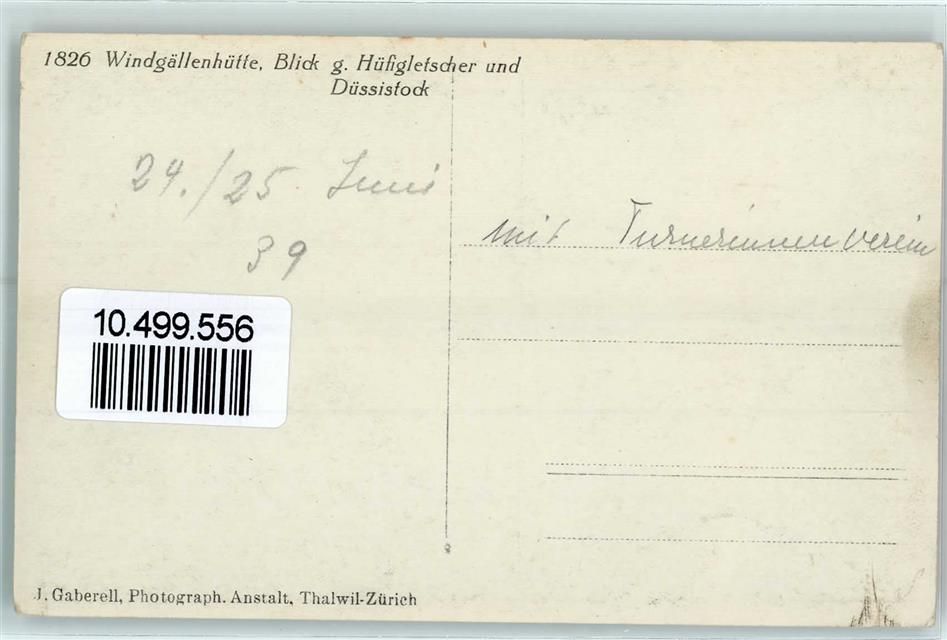 1826 Windgällenhütte, Blick g. Hüfigletscher und
Düssistock
24./25 Juni
39
mit Turnerinnenverein
10.499.556
J. Gaberell, Photograph. Anstalt, Thalwil-Zürich